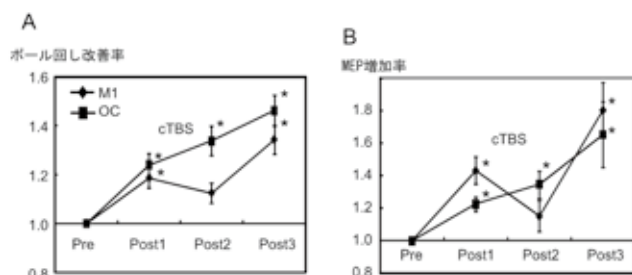 A
ボール回し改善率
1.6
1.4
1.2
1.0
0.8
M1
OC
cTBS
*
*
*
*
*
Pre
Post1
Post2
Post3
B
MEP増加率
1.8
1.6
1.4
1.2
1.0
0.8
cTBS
*
*
*
*
*
Pre
Post1
Post2
Post3